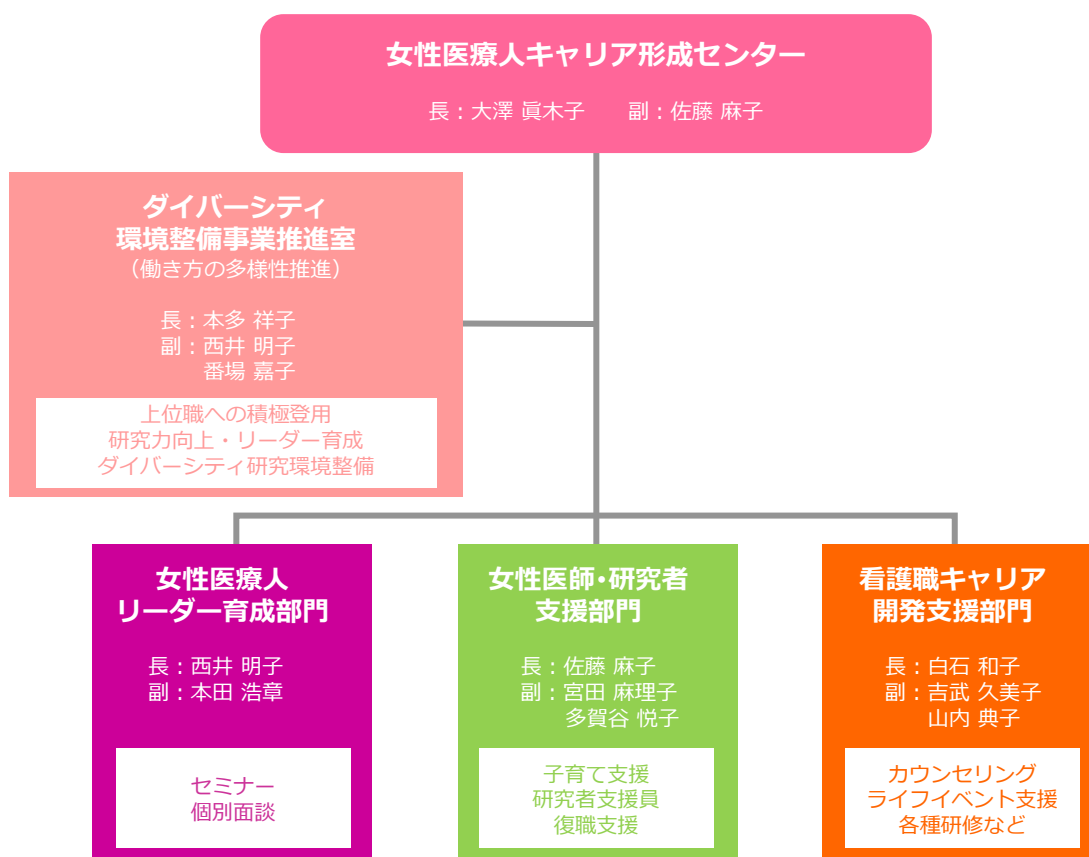 女性医療人キャリア形成センター
長：大澤 眞木子　　副：佐藤 麻子
ダイバーシティ
環境整備事業推進室
（働き方の多様性推進）
長：本多 祥子
副：西井 明子
番場 嘉子
上位職への積極登用
研究力向上・リーダー育成
ダイバーシティ研究環境整備
女性医療人
リーダー育成部門
長：西井 明子
副：本田 浩章
セミナー
個別面談
女性医師・研究者
支援部門
長：佐藤 麻子
副：宮田 麻理子
多賀谷 悦子
子育て支援
研究者支援員
復職支援
看護職キャリア
開発支援部門
長：白石 和子
副：吉武 久美子
山内 典子
カウンセリング
ライフイベント支援
各種研修など